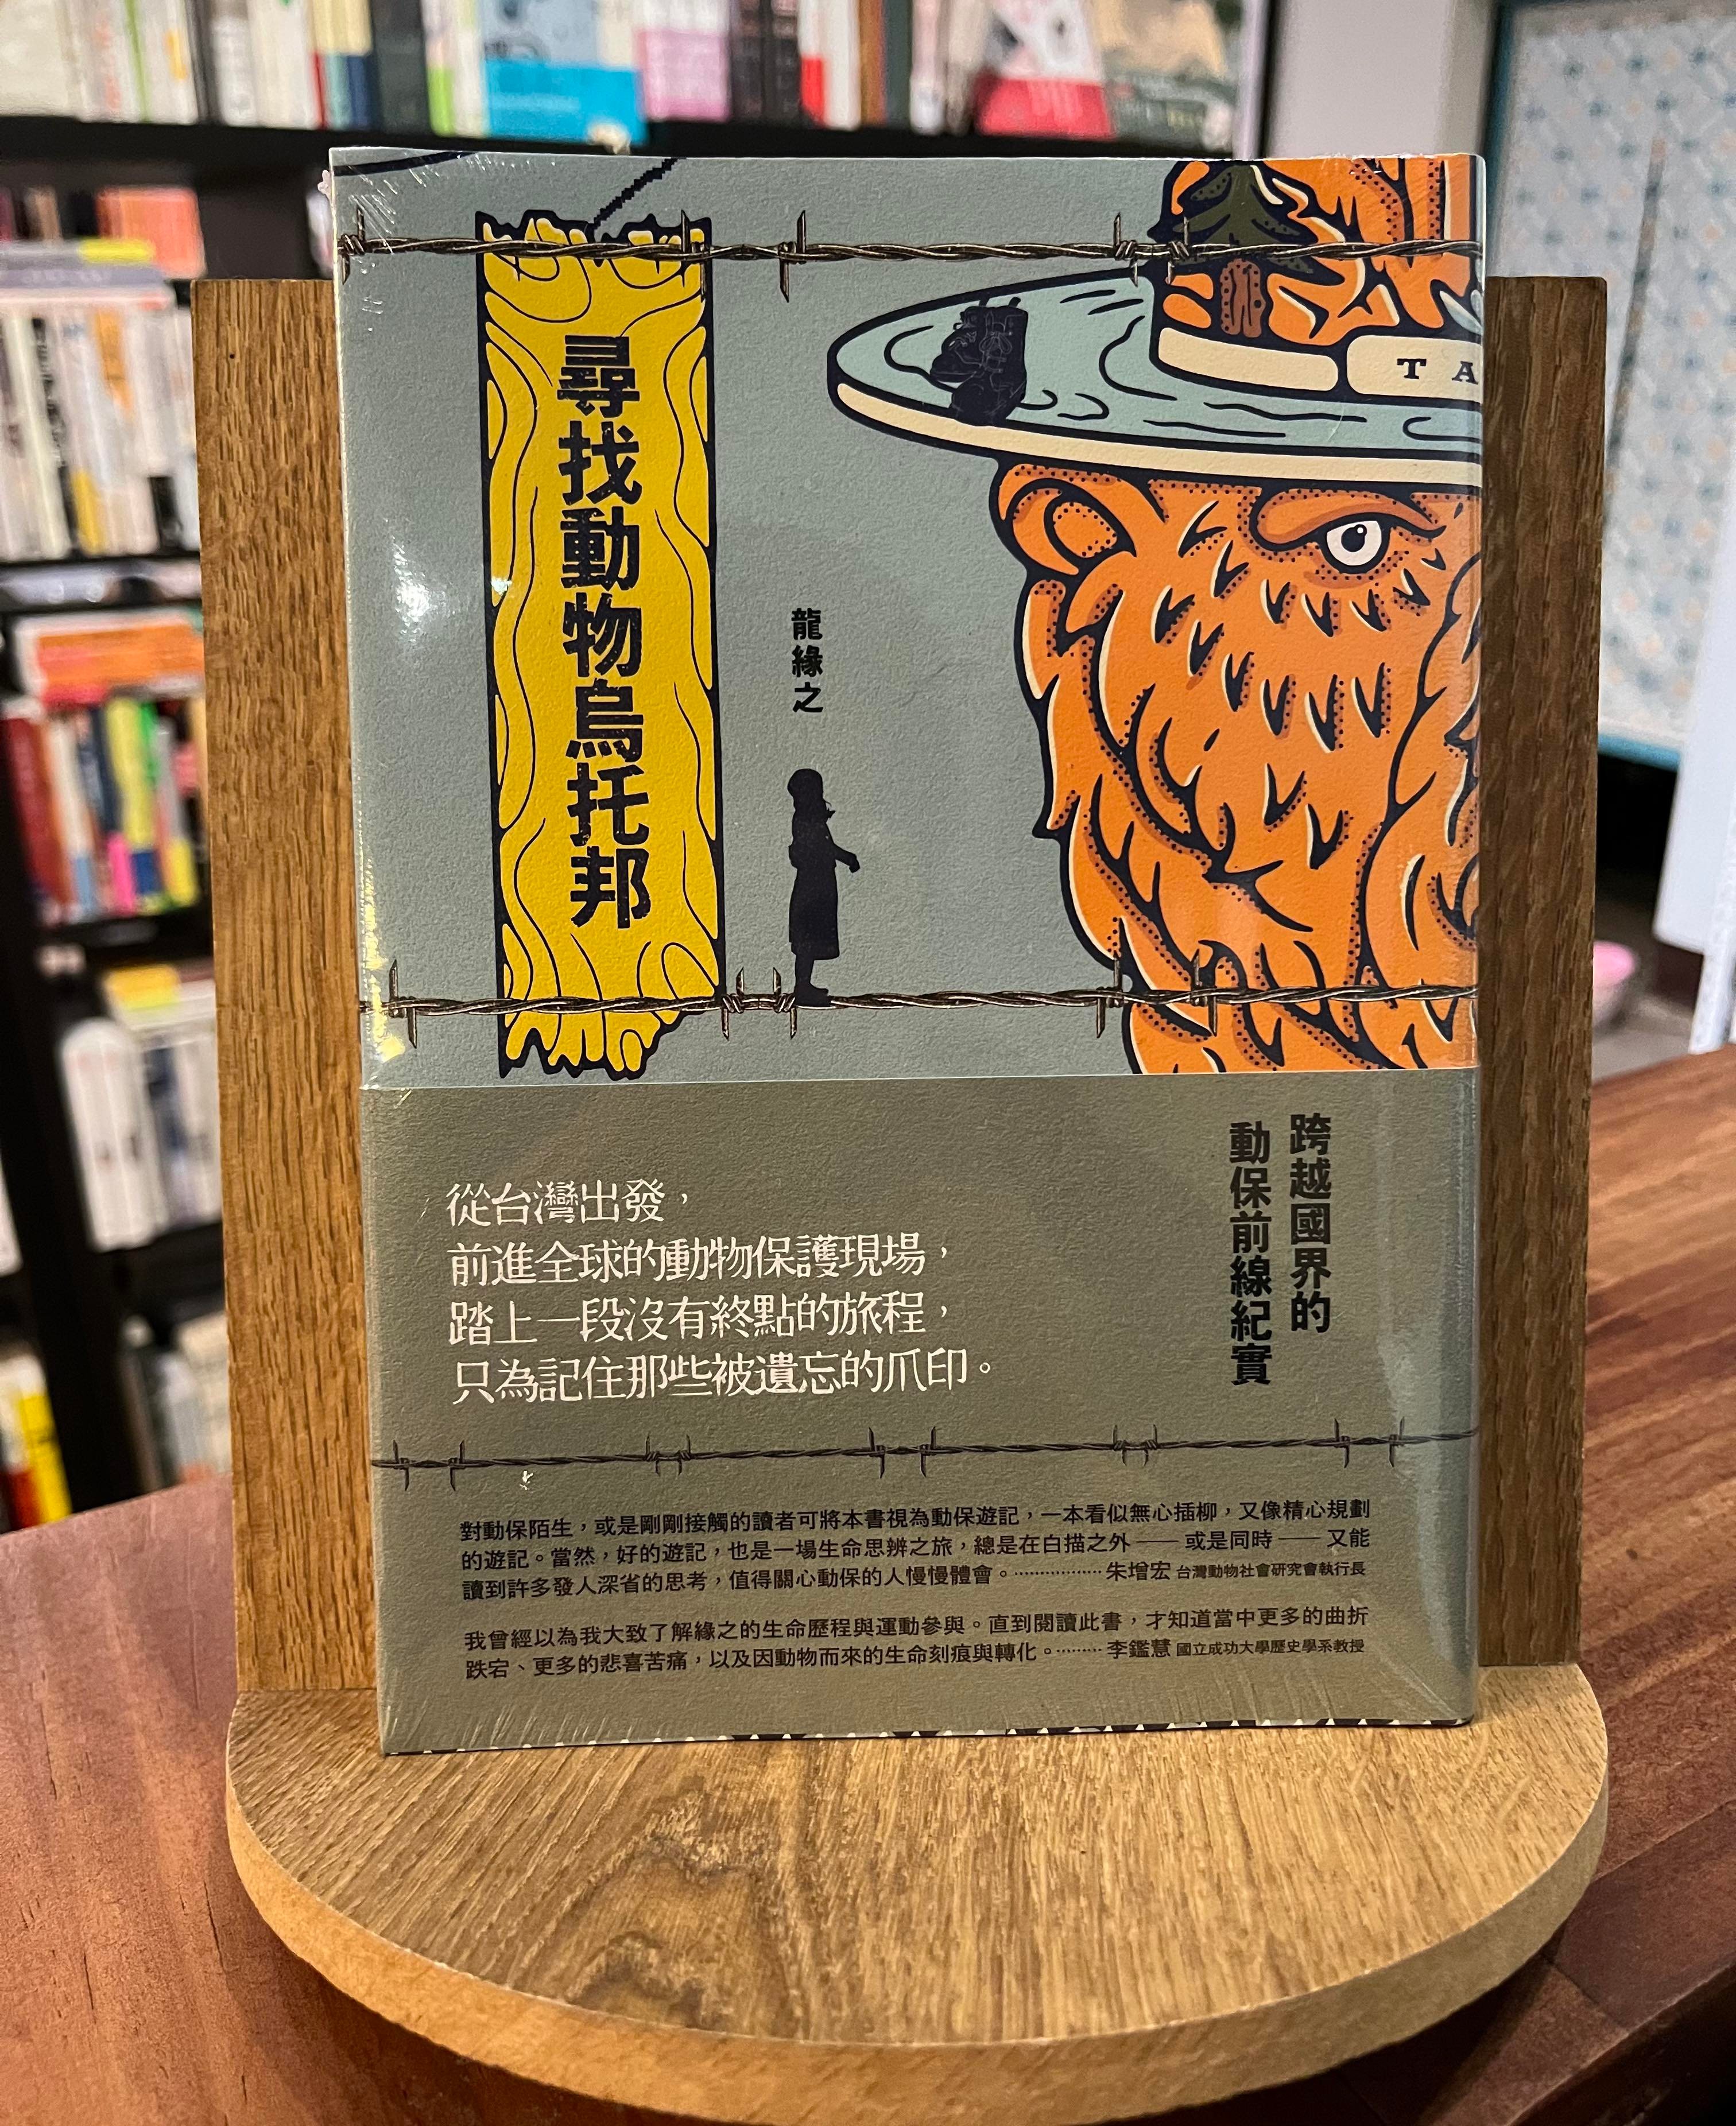 尋找動物烏托邦
龍緣之
TA
跨越國界的
動保前線紀實
從台灣出發，
前進全球的動物保護現場，
踏上一段沒有終點的旅程，
只為記住那些被遺忘的爪印。
對動保陌生，或是剛剛接觸的讀者可將本書視為動保遊記，一本看似無心插柳，又像精心規劃
的遊記。當然，好的遊記，也是一場生命思辨之旅，總是在白描之外——或是同時——又能
讀到許多發人深省的思考，值得關心動保的人慢慢體會。⋯⋯⋯⋯⋯⋯朱增宏 台灣動物社會研究會執行長
我曾經以為我大致了解緣之的生命歷程與運動參與。直到閱讀此書，才知道當中更多的曲折
跌宕、更多的悲喜苦痛，以及因動物而來的生命刻痕與轉化。⋯⋯⋯李鑑慧 國立成功大學歷史學系教授